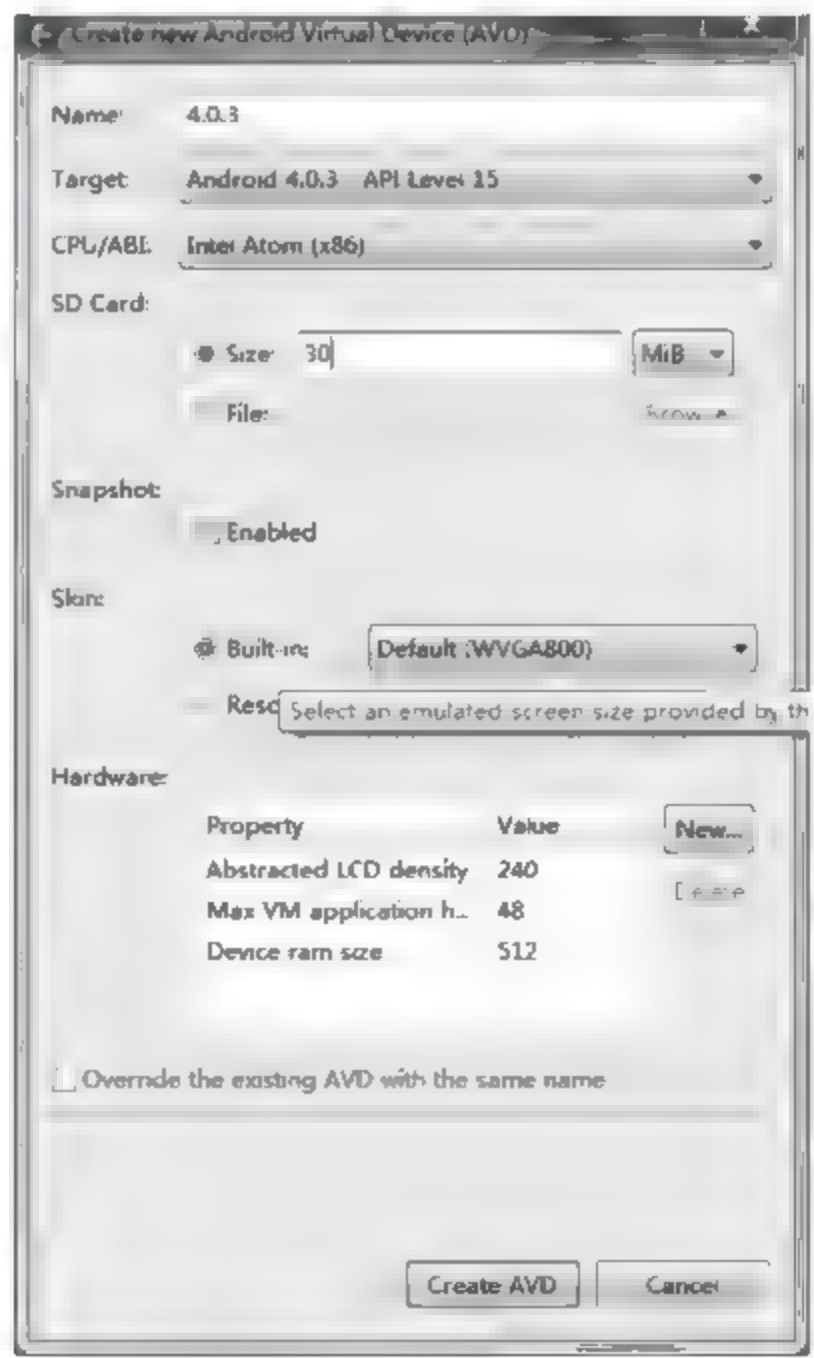 Create new Android Virtual Device (AVD)
Name: 4.0.3
Target: Android 4.0.3 API Level 15
CPU/ABI: Intel Atom (x86)
SD Card:
Size: 30 MiB
File:
Snapshot:
Enabled
Skin:
Built-in: Default (WVGA800)
Reso
Select an emulated screen size provided by th
Hardware:
Property Value New...
Abstracted LCD density 240
Delete
Max VM application h... 48
Device ram size 512
Override the existing AVD with the same name
Create AVD Cancel